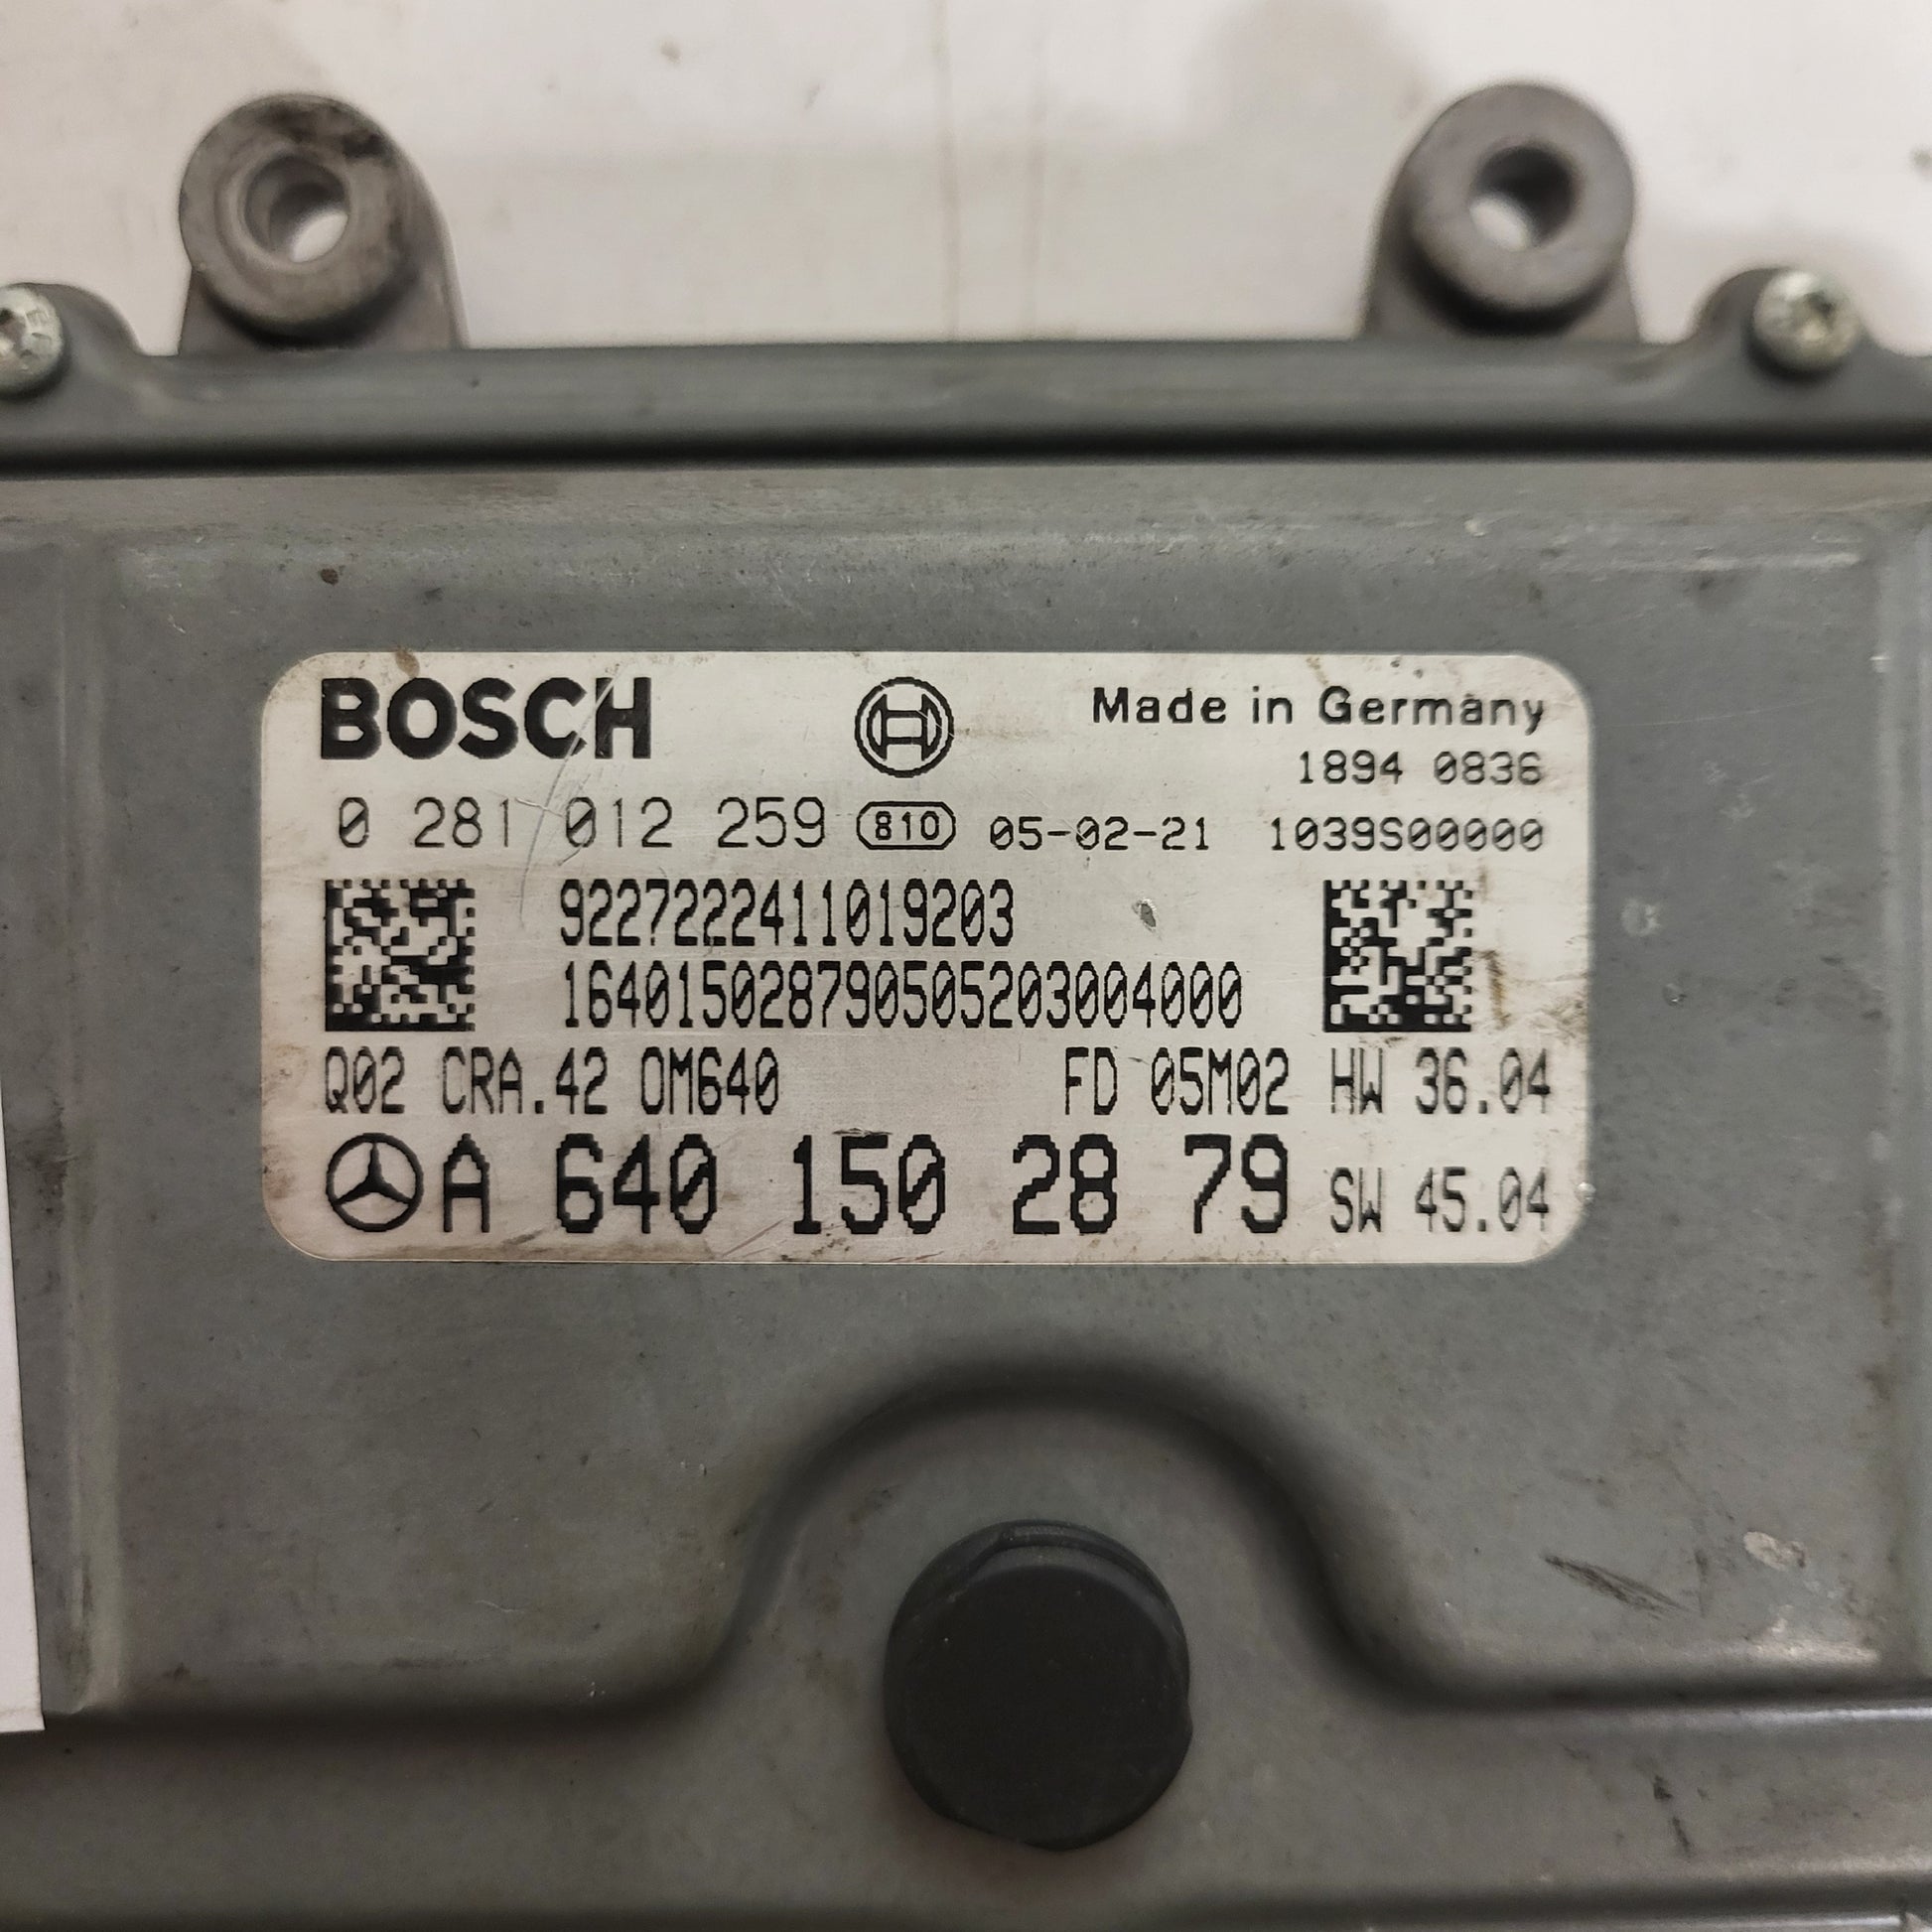 BOSCH Made in Germany
1894 0836
0 281 012 259 810 05-02-21 1039S00000
9227222411019203
164015028790505203004000
Q02 CRA.42 OM640 FD 05M02 HW 36.04
A 640 150 28 79 SW 45.04